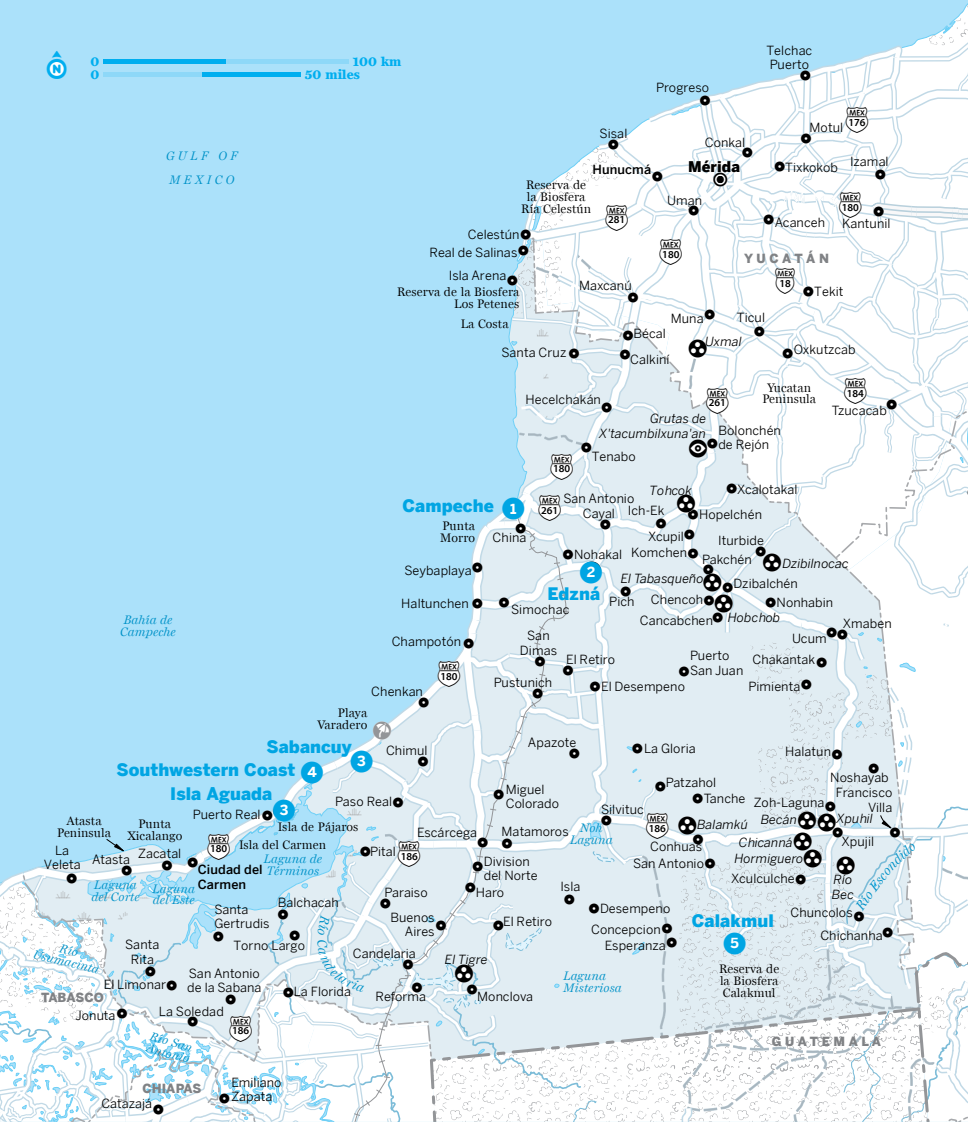 N
0
100 km
0
50 miles
GULF OF
MEXICO
Telchac
Puerto
Progreso
Motul
MEX
176
Sisal
Conkal
Hunucmá
Mérida
Tixkokob
Izamal
Reserva de
la Biosfera
Ría Celestún
Uman
MEX
281
Acanceh
MEX
180
Kantunil
Celestún
Real de Salinas
MEX
180
YUCATÁN
Isla Arena
Reserva de la Biosfera
Los Petenes
Maxcanú
MEX
18
Tekit
La Costa
Muna
Ticul
Bécal
Uxmal
Santa Cruz
Calkiní
Oxkutzcab
Yucatan
Peninsula
MEX
184
Hecelchakán
MEX
261
Tzucacab
Grutas de
X'tacumbilxuna'an
Bolonchén
de Rejón
Tenabo
MEX
180
Tohcok
Xcalotakal
Campeche
1
MEX
261
San Antonio
Cayal
Ich-Ek
Hopelchén
Punta
Morro
China
Xcupil
Iturbide
Nohakal
Komchen
Pakchén
Dzibilnocac
Seybaplaya
2
Edzná
El Tabasqueño
Dzibalchén
Haltunchen
Simochac
Pich
Chencoh
Nonhabin
Cancabchen
Hobchob
Bahía de
Campeche
Champotón
San
Dimas
Xmaben
Ucum
El Retiro
Puerto
San Juan
Chakantak
MEX
180
Pustunich
El Desempeno
Pimienta
Chenkan
Playa
Varadero
Sabancuy
3
Chimul
Apazote
La Gloria
Halatun
Southwestern Coast
4
Noshayab
Francisco
Villa
Isla Aguada
3
Paso Real
Miguel
Colorado
Patzahol
Tanche
Zoh-Laguna
Becán
Xpuhil
Puerto Real
Isla de Pájaros
Silvituc
MEX
186
Balamkú
Atasta
Peninsula
Punta
Xicalango
MEX
180
Isla del Carmen
Escárcega
Matamoros
Noh
Laguna
Conhuas
Chicanná
Xpujil
La
Veleta
Atasta
Zacatal
Laguna de
Términos
Pital
MEX
186
San Antonio
Hormiguero
Ciudad del
Carmen
Division
del Norte
Xculculche
Río
Bec
Río Escondido
Laguna
del Corte
Laguna
del Este
Haro
Isla
Paraiso
Balchacah
Santa
Gertrudis
Buenos
Aires
El Retiro
Desempeno
Calakmul
5
Chuncolos
Torno Largo
Río Candelaria
Concepcion
Esperanza
Chichanha
Santa
Rita
Río
Usumacinta
Candelaria
El Tigre
Reserva de
la Biosfera
Calakmul
El Limonar
San Antonio
de la Sabana
La Florida
Reforma
Monclova
Laguna
Misteriosa
TABASCO
Jonuta
La Soledad
MEX
186
Río San
Antonio
GUATEMALA
CHIAPAS
Emiliano
Zapata
Catazajá